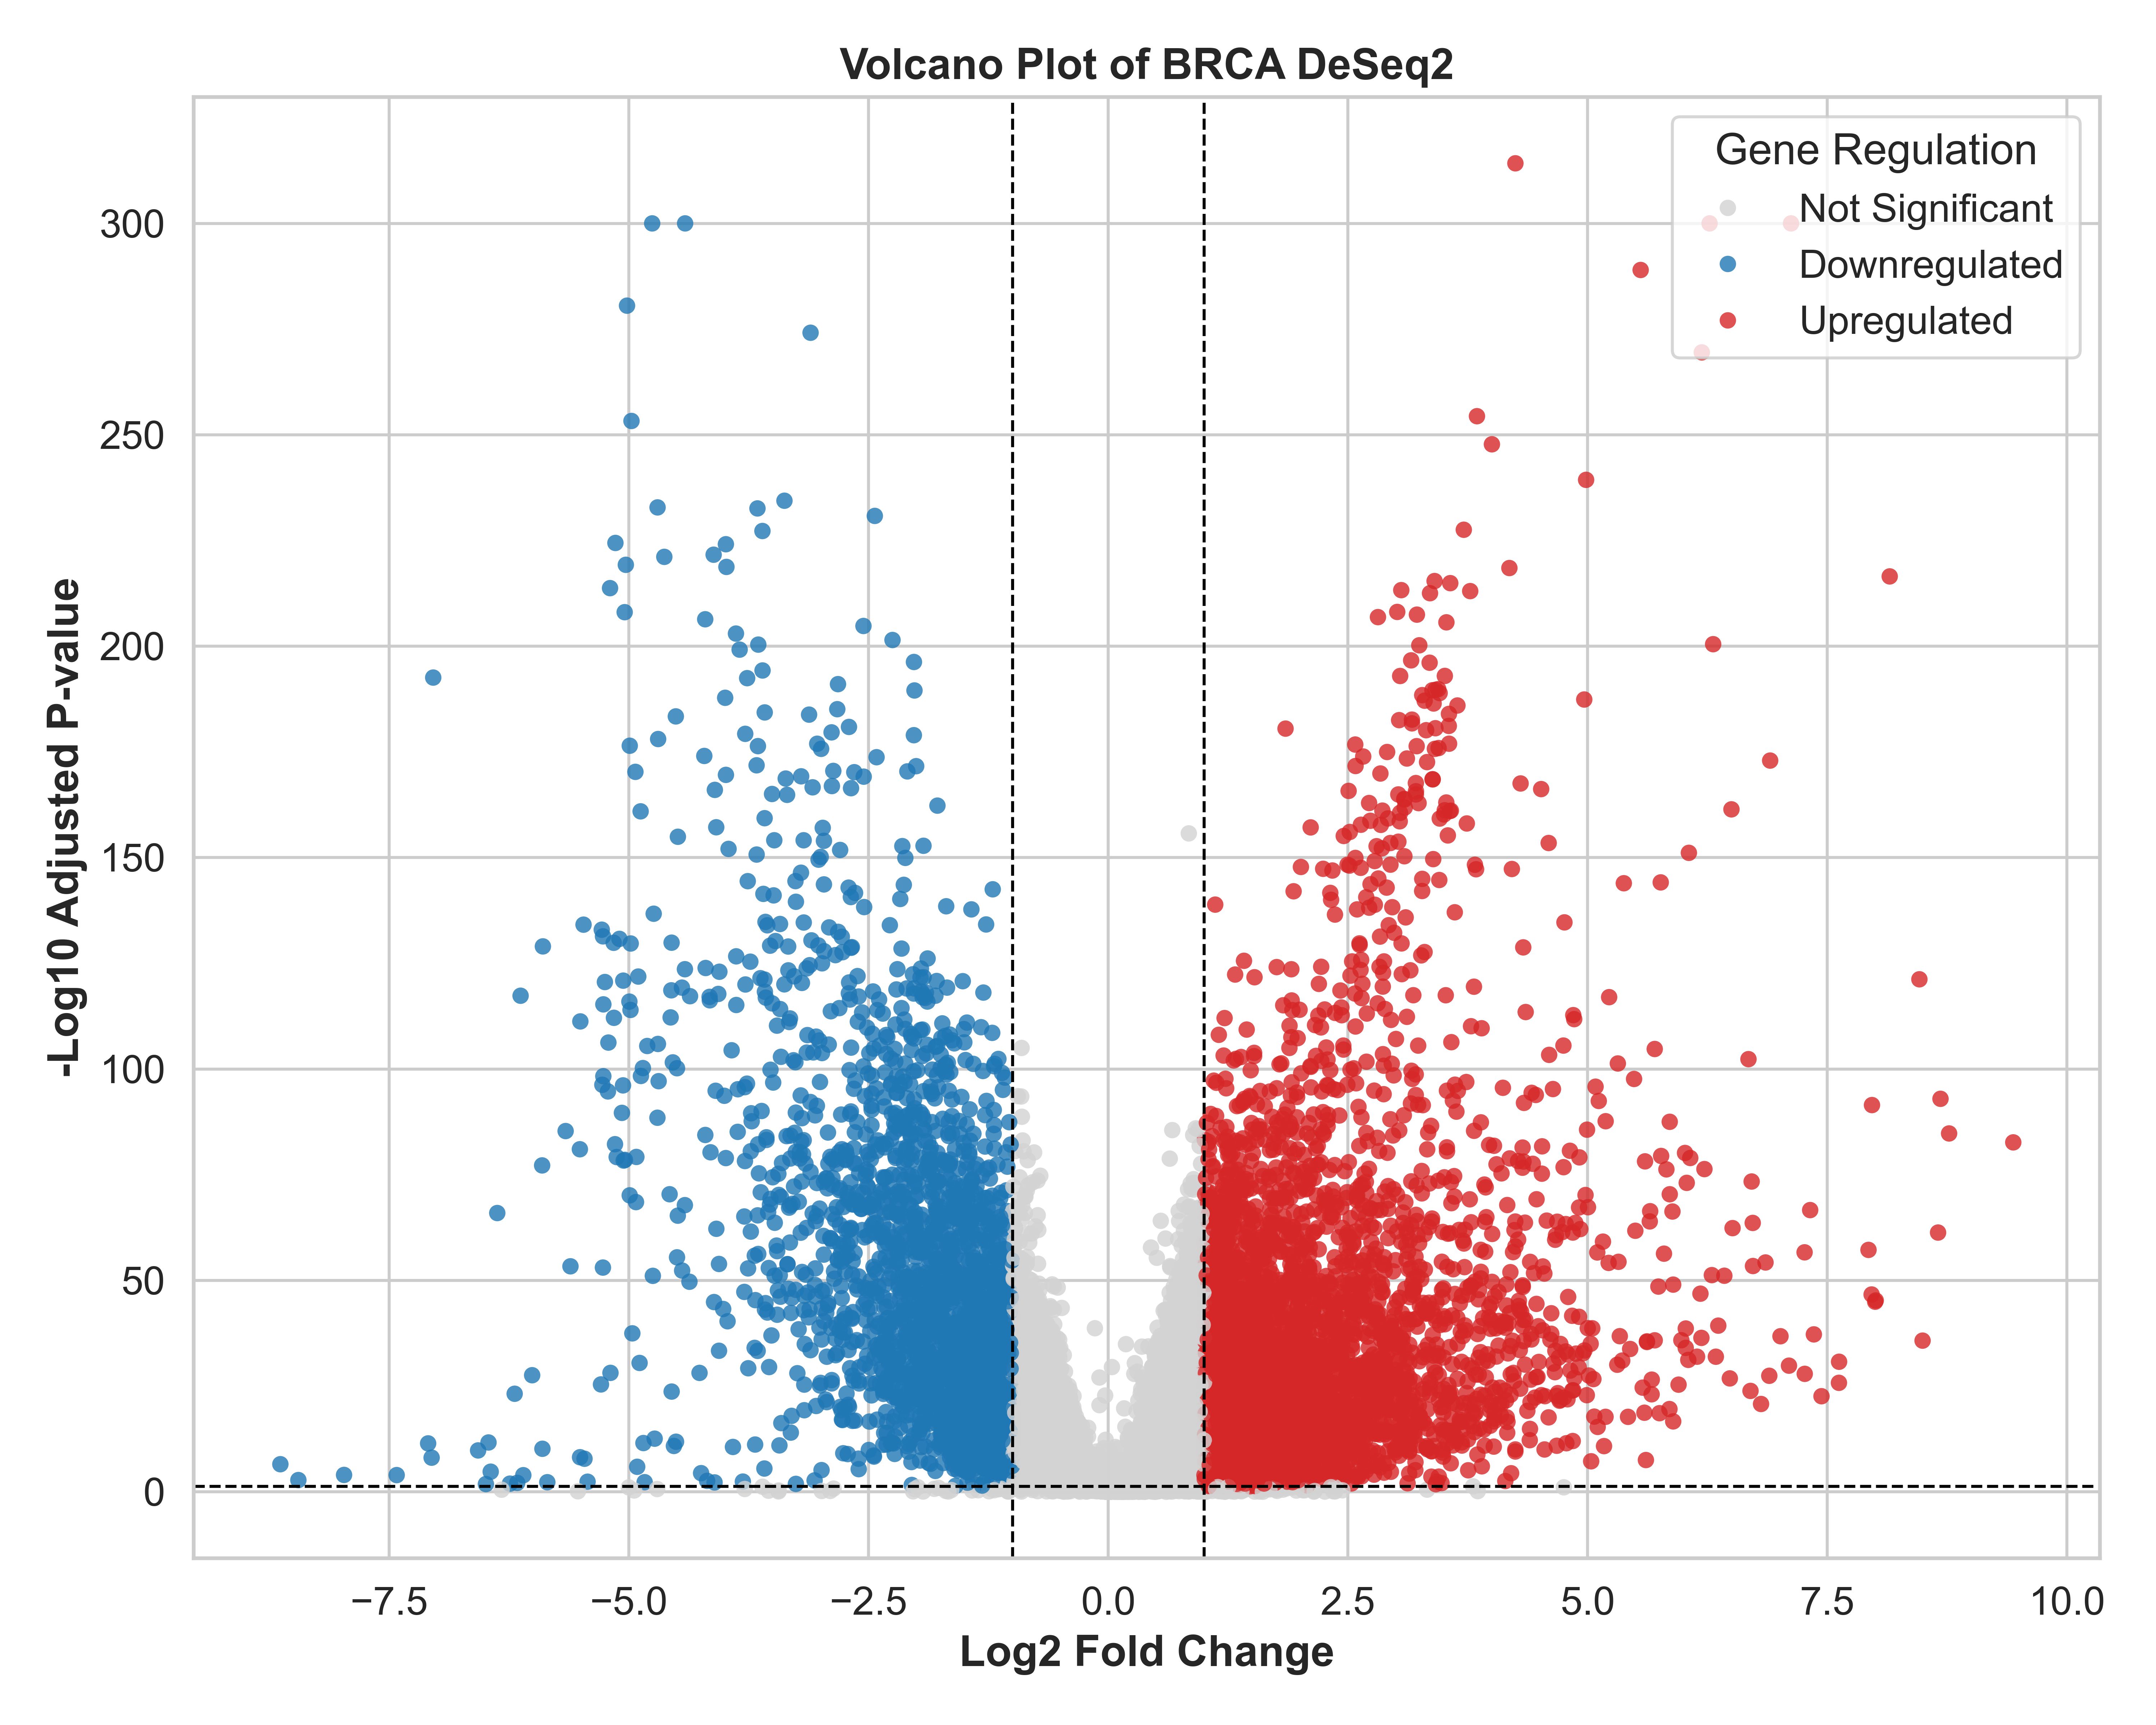 Volcano Plot of BRCA DeSeq2
Gene Regulation
Not Significant
Downregulated
Upregulated
-Log10 Adjusted P-value
300
250
200
150
100
50
0
−7.5
−5.0
−2.5
0.0
2.5
5.0
7.5
10.0
Log2 Fold Change